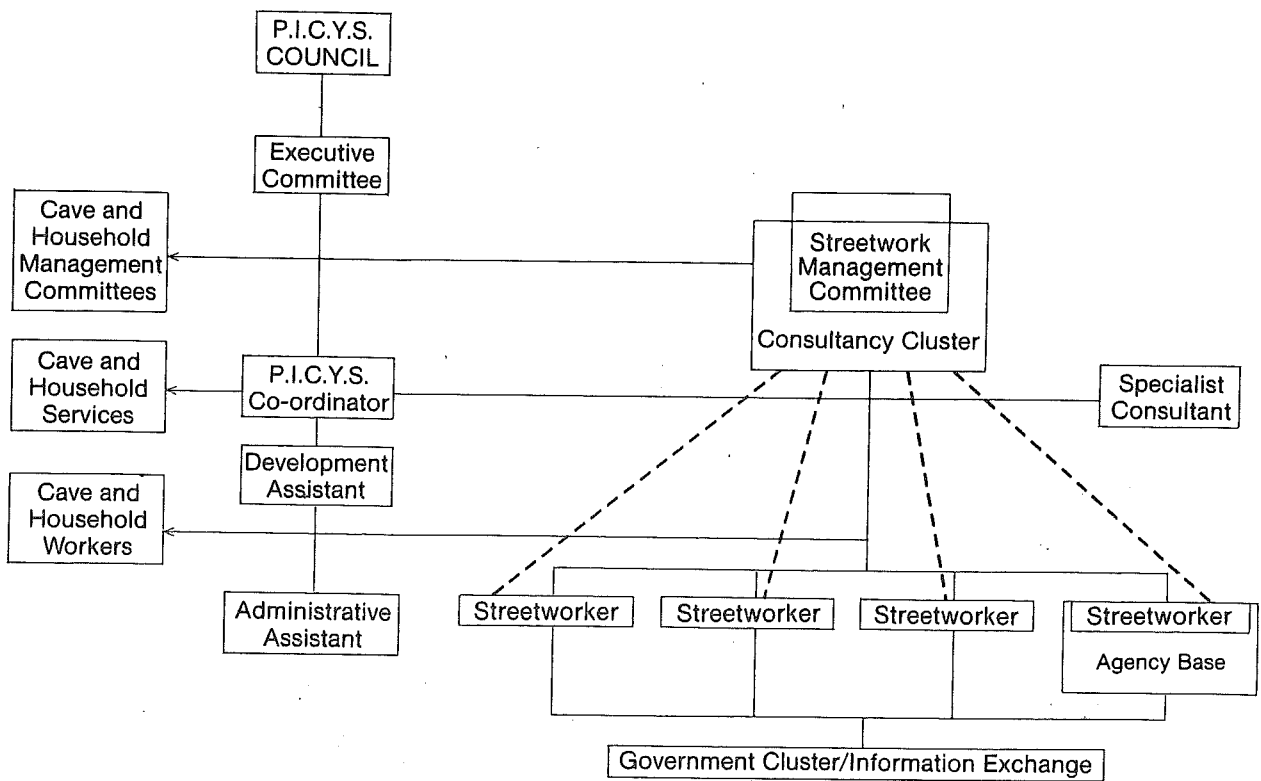 P.I.C.Y.S.
COUNCIL
Executive
Committee
Cave and
Household
Management
Committees
Streetwork
Management
Committee
Consultancy Cluster
Cave and
Household
Services
P.I.C.Y.S.
Co-ordinator
Specialist
Consultant
Development
Assistant
Cave and
Household
Workers
Administrative
Assistant
Streetworker
Streetworker
Streetworker
Streetworker
Agency Base
Government Cluster/Information Exchange